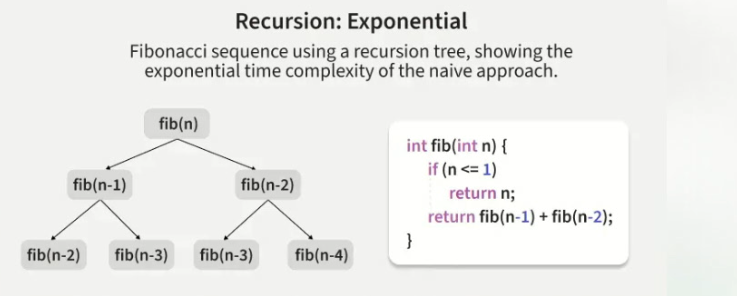 Recursion: Exponential
Fibonacci sequence using a recursion tree, showing the
exponential time complexity of the naive approach.
fib(n)
fib(n-1)
fib(n-2)
fib(n-2)
fib(n-3)
fib(n-3)
fib(n-4)
int fib(int n) {
if (n <= 1)
return n;
return fib(n-1) + fib(n-2);
}